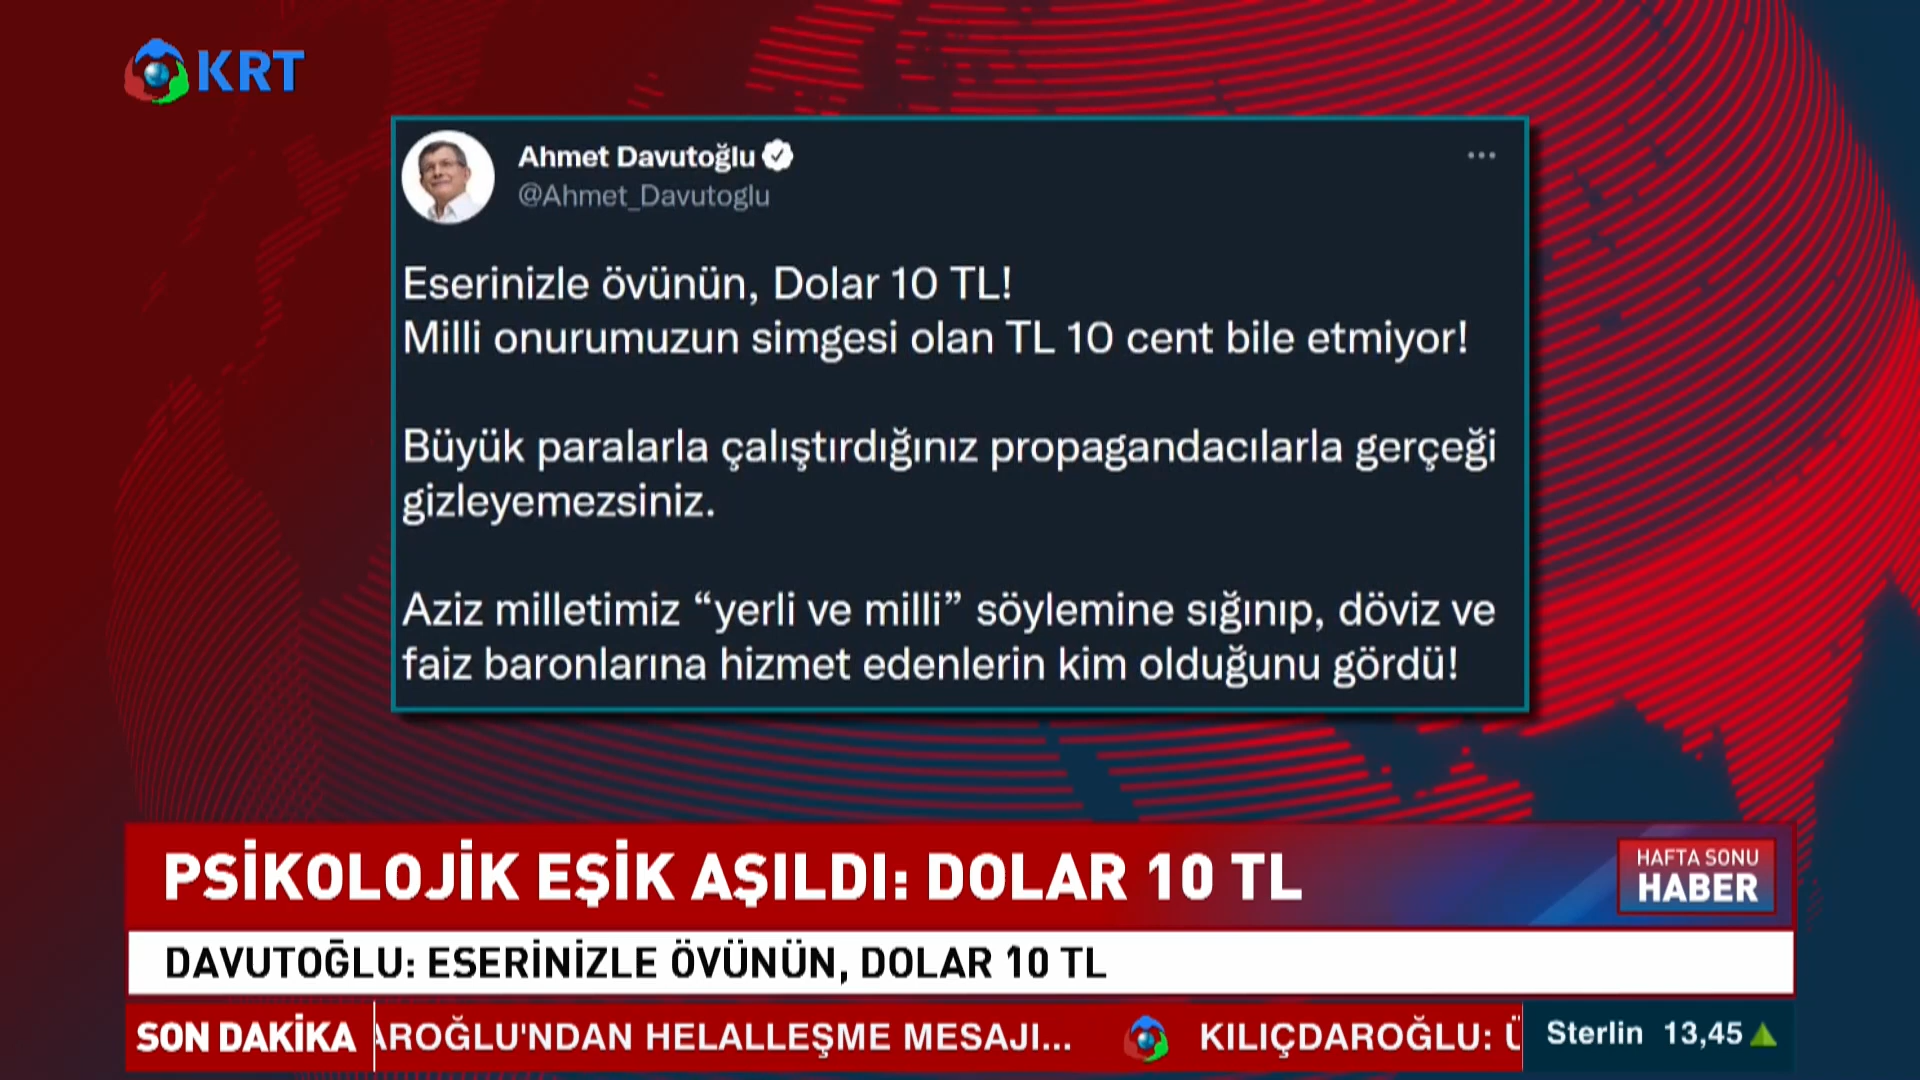 KRT
Ahmet Davutoğlu
@Ahmet_Davutoglu
Eserinizle övünün, Dolar 10 TL!
Milli onurumuzun simgesi olan TL 10 cent bile etmiyor!
Büyük paralarla çalıştırdığınız propagandacılarla gerçeği
gizleyemezsiniz.
Aziz milletimiz “yerli ve milli” söylemine sığınıp, döviz ve
faiz baronlarına hizmet edenlerin kim olduğunu gördü!
PSİKOLOJİK EŞİK AŞILDI: DOLAR 10 TL
HAFTA SONU
HABER
DAVUTOĞLU: ESERİNİZLE ÖVÜNÜN, DOLAR 10 TL
SON DAKİKA
AROĞLU'NDAN HELALLEŞME MESAJI... KILIÇDAROĞLU: Ü
Sterlin 13,45